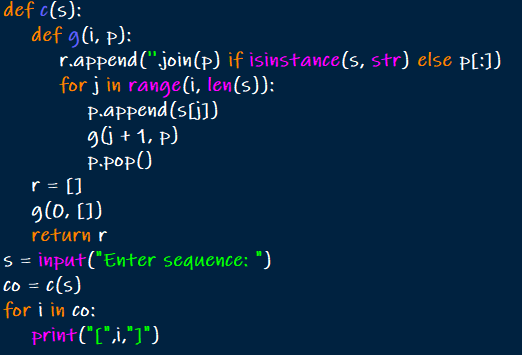 def c(s):
    def g(i, p):
        r.append(''.join(p) if isinstance(s, str) else p[:])
        for j in range(i, len(s)):
            p.append(s[j])
            g(j + 1, p)
            p.pop()
    r = []
    g(0, [])
    return r
s = input("Enter sequence: ")
co = c(s)
for i in co:
    print("[",i,"]")